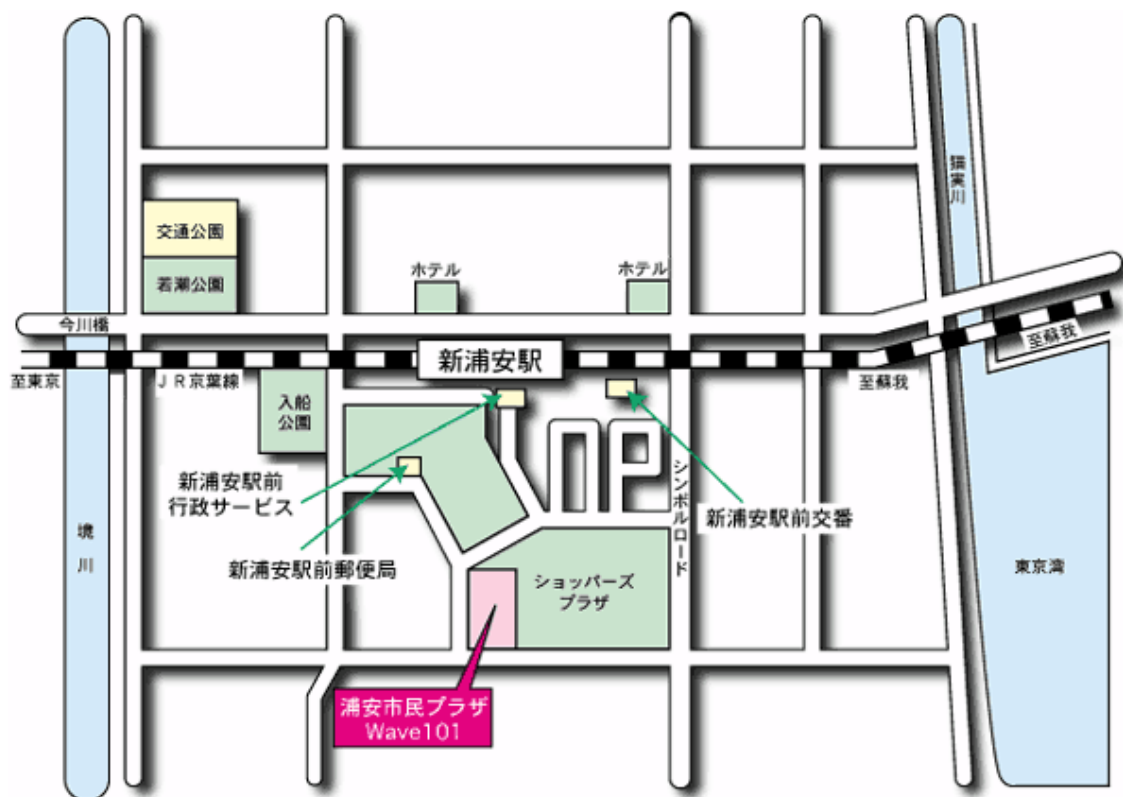 猫実川
交通公園
若潮公園
ホテル
ホテル
今川橋
新浦安駅
至蘇我
至東京
JR京葉線
至蘇我
入船
公園
新浦安駅前
行政サービス
シンボルロード
新浦安駅前交番
境川
新浦安駅前郵便局
ショッパーズ
プラザ
東京湾
浦安市民プラザ
Wave101